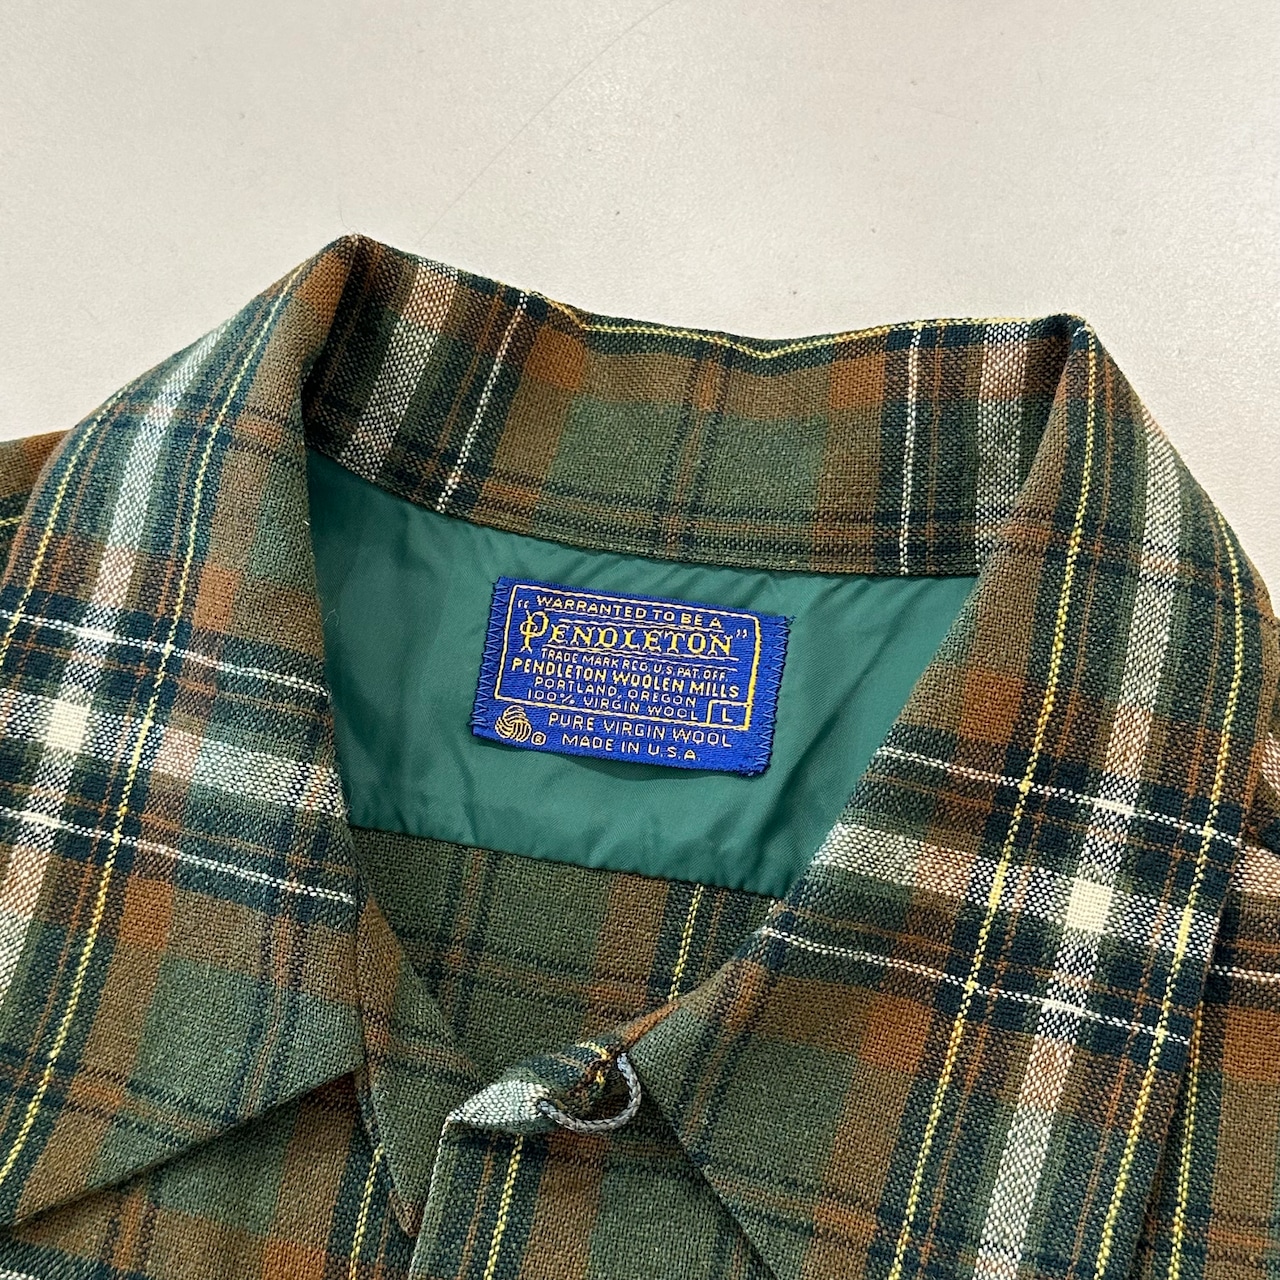 WARRANTED TO BE A
"PENDLETON"
TRADE MARK REG. U.S. PAT. OFF.
PENDLETON WOOLEN MILLS
PORTLAND, OREGON
100% VIRGIN WOOL L
PURE VIRGIN WOOL
® MADE IN U.S.A.